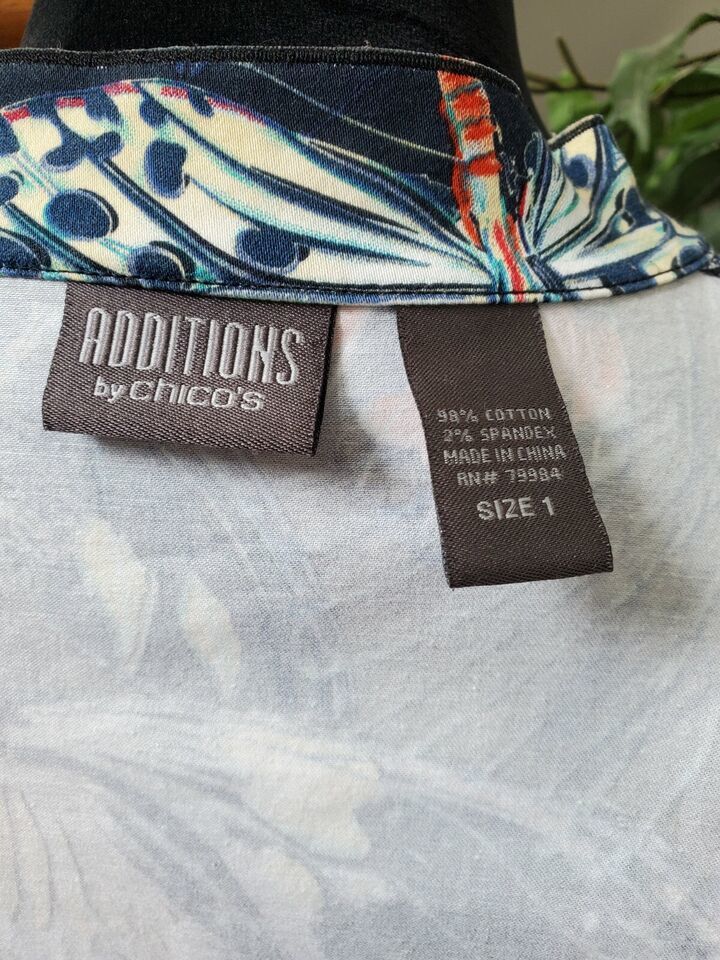 ADDITIONS
by chico's
98% COTTON
2% SPANDEX
MADE IN CHINA
RN# 79984
SIZE 1